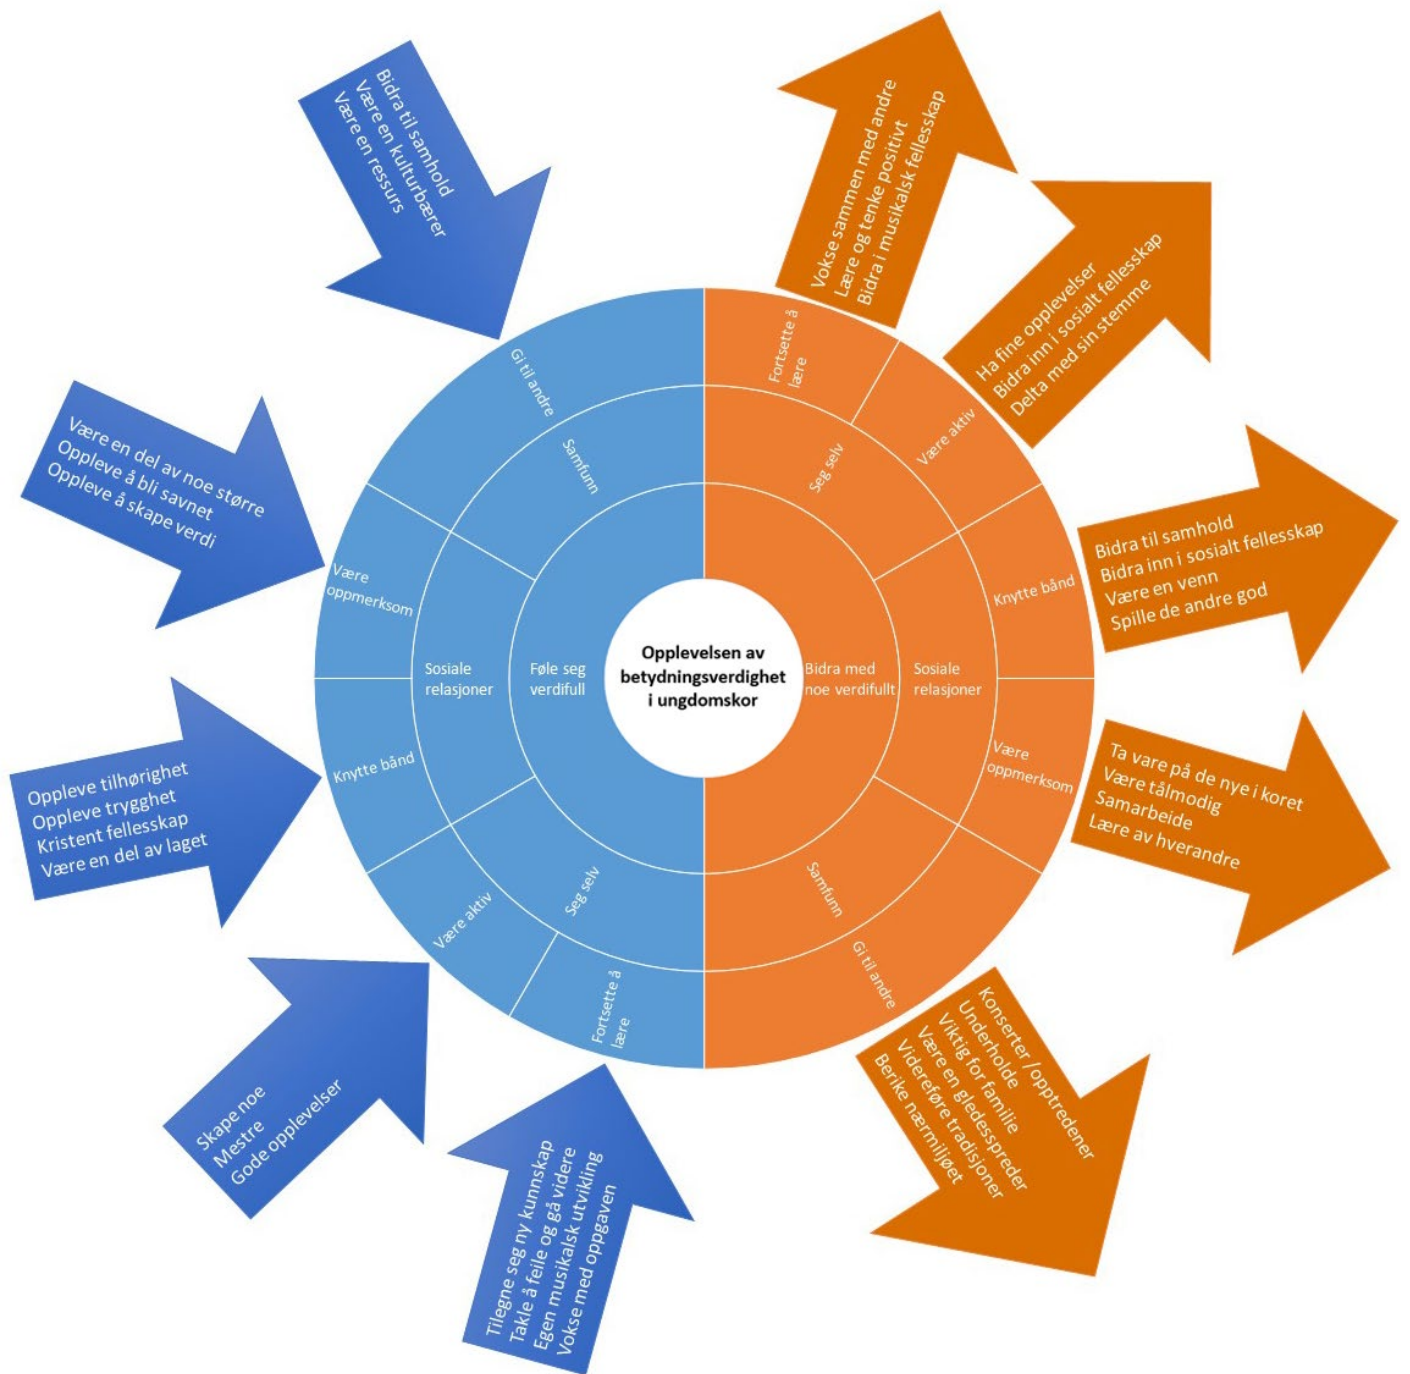 Opplevelsen av
betydningsverdighet
i ungdomskor
Føle seg
verdifull
Bidra med
noe verdifullt
Samfunn
Sosiale
relasjoner
Seg selv
Seg selv
Sosiale
relasjoner
Samfunn
Gi til andre
Være
oppmerksom
Knytte bånd
Være aktiv
Fortsette å
lære
Fortsette å
lære
Være aktiv
Knytte bånd
Være
oppmerksom
Gi til andre
Bidra til samhold
Være en kulturbærer
Være en ressurs
Være en del av noe større
Oppleve å bli savnet
Oppleve å skape verdi
Oppleve tilhørighet
Oppleve trygghet
Kristent fellesskap
Være en del av laget
Skape noe
Mestre
Gode opplevelser
Tilegne seg ny kunnskap
Takle å feile og gå videre
Egen musikalsk utvikling
Vokse med oppgaven
Vokse sammen med andre
Lære og tenke positivt
Bidra i musikalsk fellesskap
Ha fine opplevelser
Bidra inn i sosialt fellesskap
Delta med sin stemme
Bidra til samhold
Bidra inn i sosialt fellesskap
Være en venn
Spille de andre god
Ta vare på de nye i koret
Være tålmodig
Samarbeide
Lære av hverandre
Konserter /opptredener
Underholde
Viktig for familie
Være en gledesspreder
Videreføre tradisjoner
Berike nærmiljøet